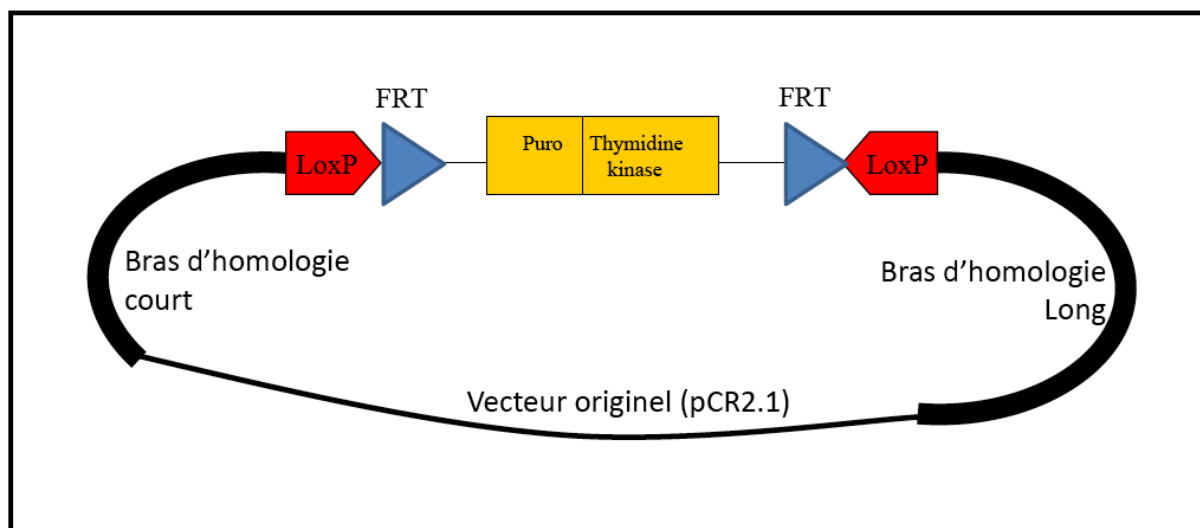 FRT
FRT
LoxP
Puro
Thymidine
kinase
LoxP
Bras d’homologie
court
Bras d’homologie
Long
Vecteur originel (pCR2.1)